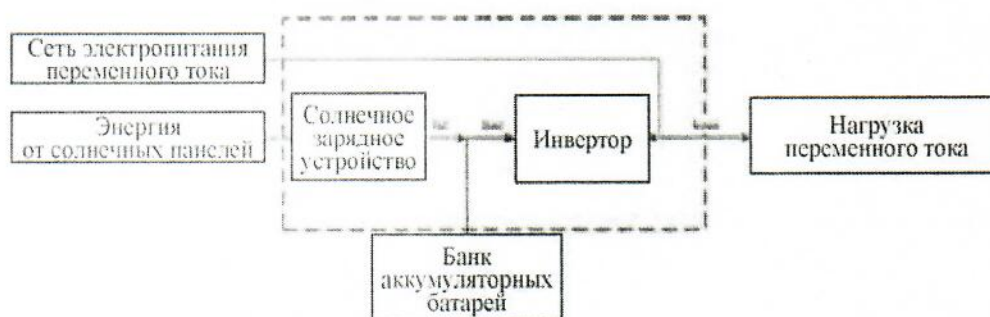 Сеть электропитания
переменного тока
Энергия
от солнечных панелей
Солнечное
зарядное
устройство
Инвертор
Нагрузка
переменного тока
Банк
аккумуляторных
батарей